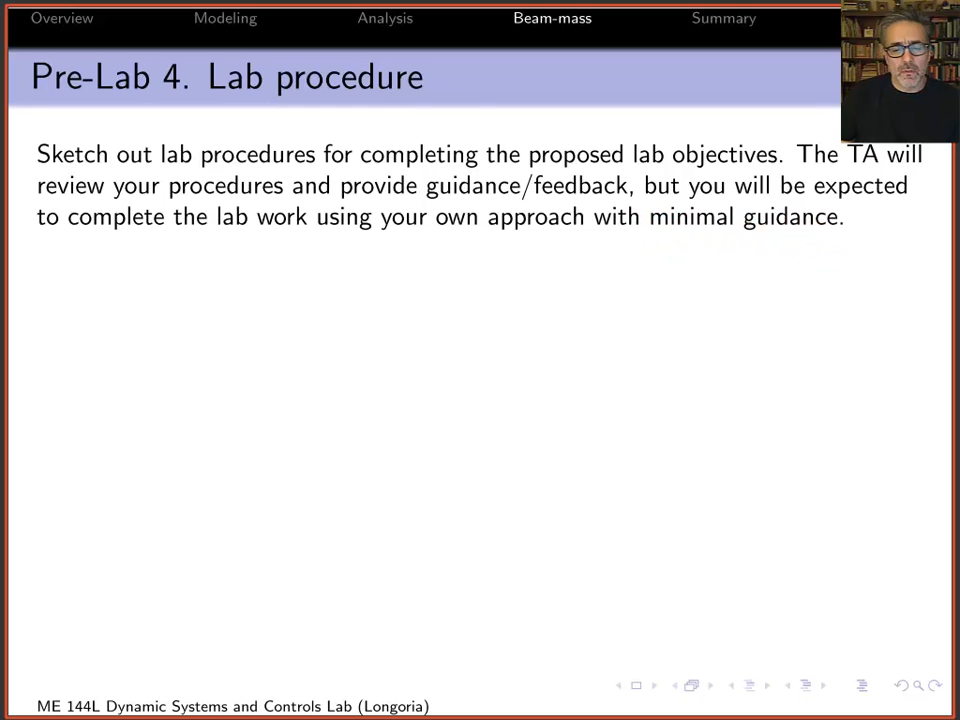 Overview Modeling Analysis Beam-mass Summary
Pre-Lab 4. Lab procedure
Sketch out lab procedures for completing the proposed lab objectives. The TA will
review your procedures and provide guidance/feedback, but you will be expected
to complete the lab work using your own approach with minimal guidance.
ME 144L Dynamic Systems and Controls Lab (Longoria)